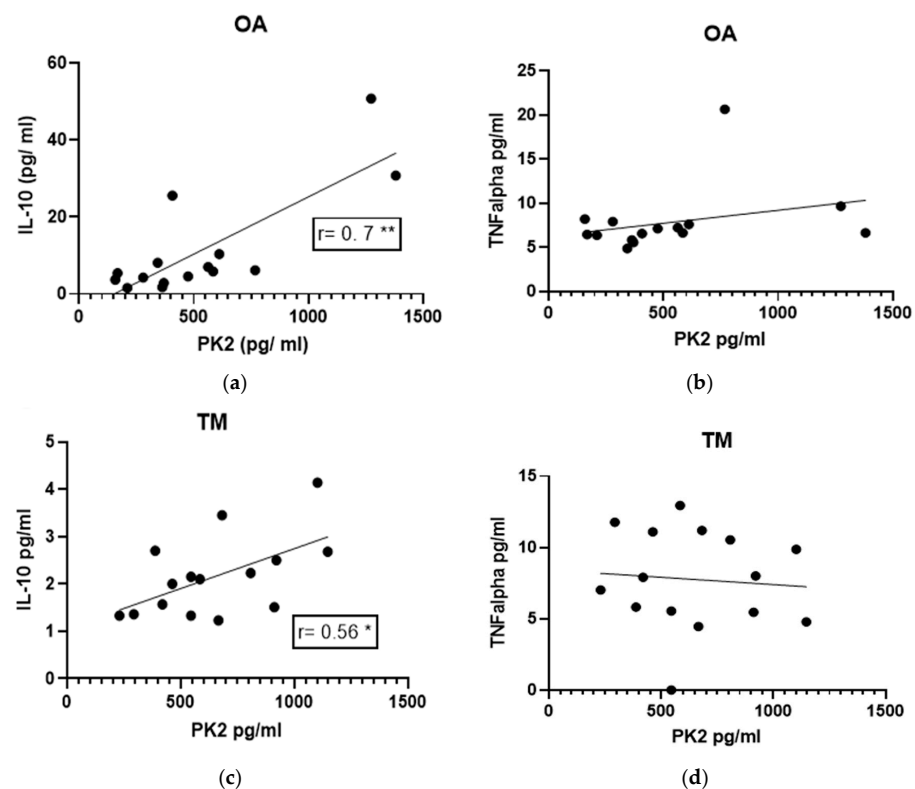 OA
IL-10 (pg/ ml)
60
40
20
0
r= 0. 7 **
0 500 1000 1500
PK2 (pg/ ml)
(a)
OA
TNFalpha pg/ml
25
20
15
10
5
0
0 500 1000 1500
PK2 pg/ml
(b)
TM
IL-10 pg/ml
5
4
3
2
1
0
r= 0.56 *
0 500 1000 1500
PK2 pg/ml
(c)
TM
TNFalpha pg/ml
15
10
5
0
0 500 1000 1500
PK2 pg/ml
(d)